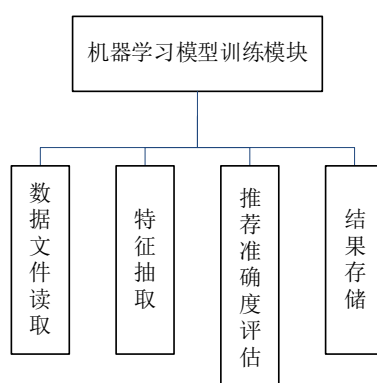 机器学习模型训练模块
数据文件读取
特征抽取
推荐准确度评估
结果存储